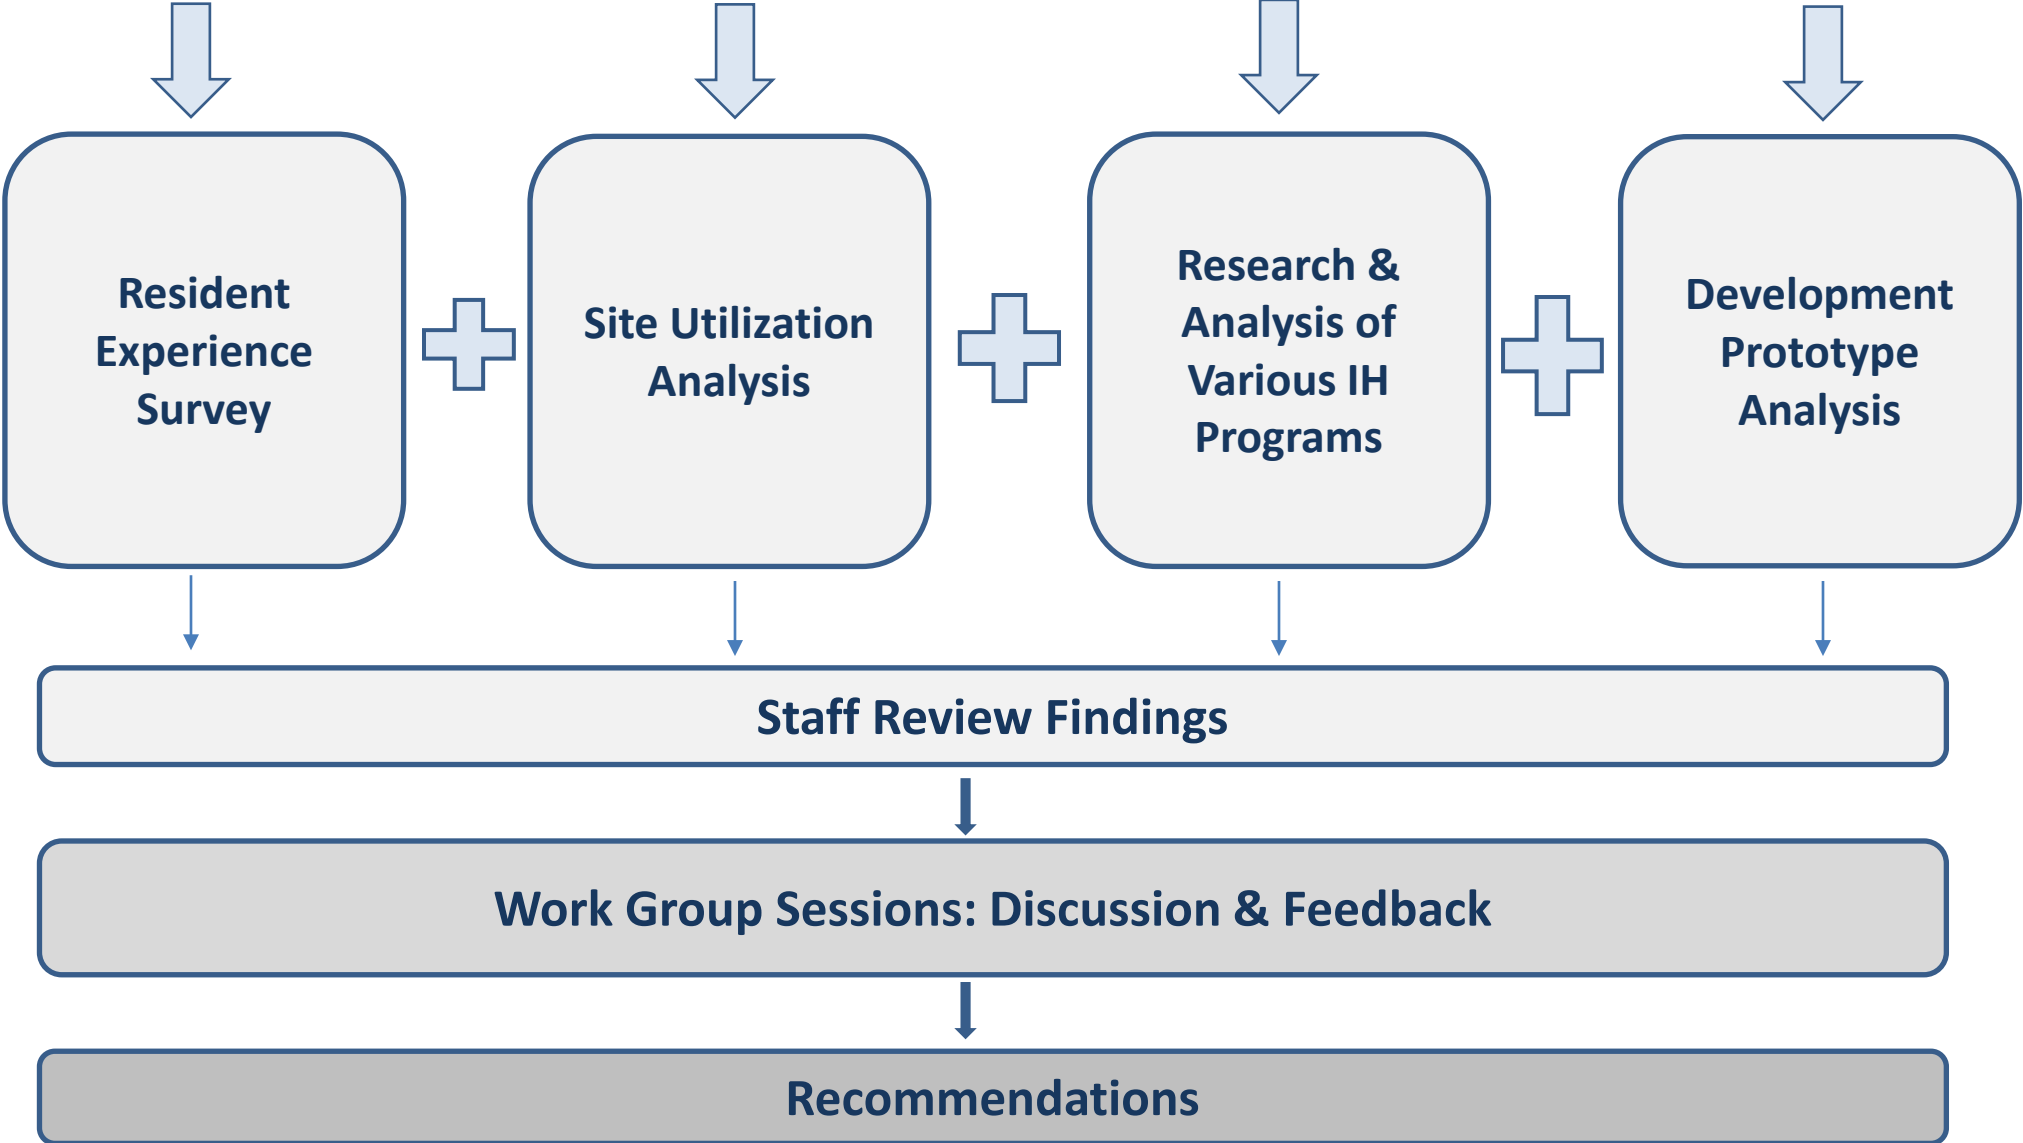 Resident
Experience
Survey
Site Utilization
Analysis
Research &
Analysis of
Various IH
Programs
Development
Prototype
Analysis
Staff Review Findings
Work Group Sessions: Discussion & Feedback
Recommendations